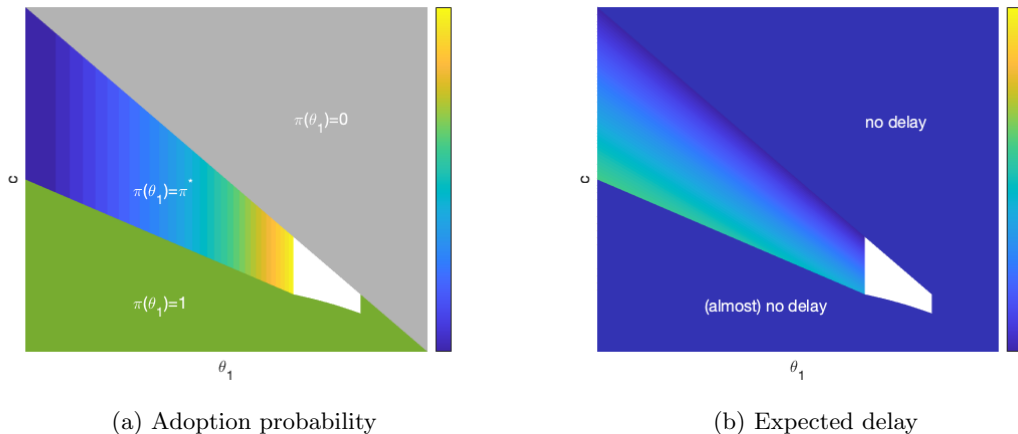 π(θ₁)=0
π(θ₁)=π*
π(θ₁)=1
c
θ₁
(a) Adoption probability
no delay
(almost) no delay
c
θ₁
(b) Expected delay